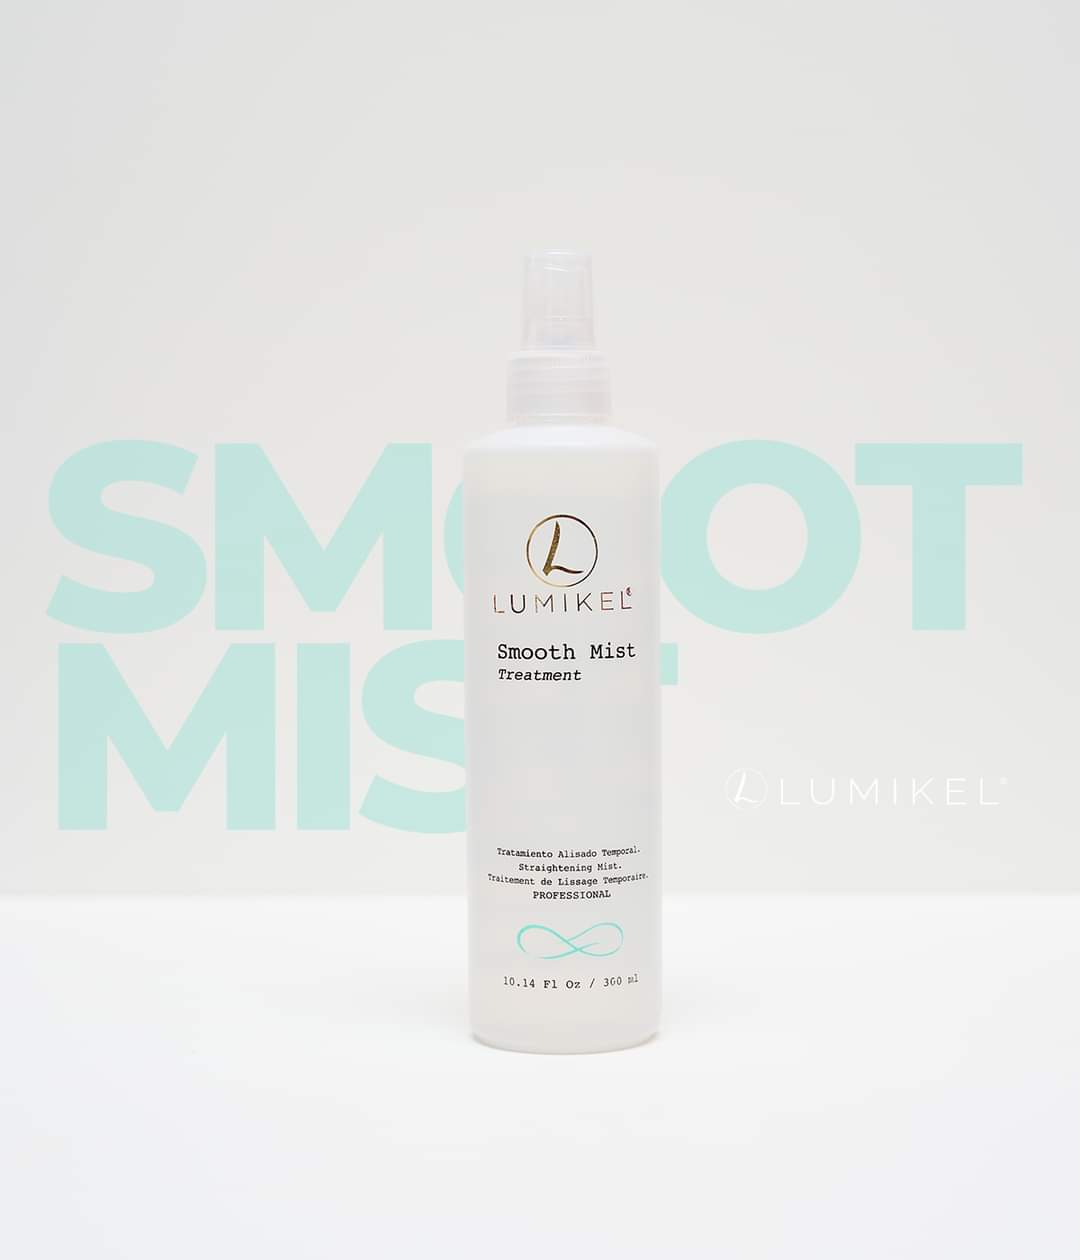 SMOOT
MIST
L
LUMIKEL®
Smooth Mist
Treatment
L LUMIKEL®
Tratamiento Alisado Temporal.
Straightening Mist.
Traitement de Lissage Temporaire.
PROFESSIONAL
10.14 Fl Oz / 300 ml